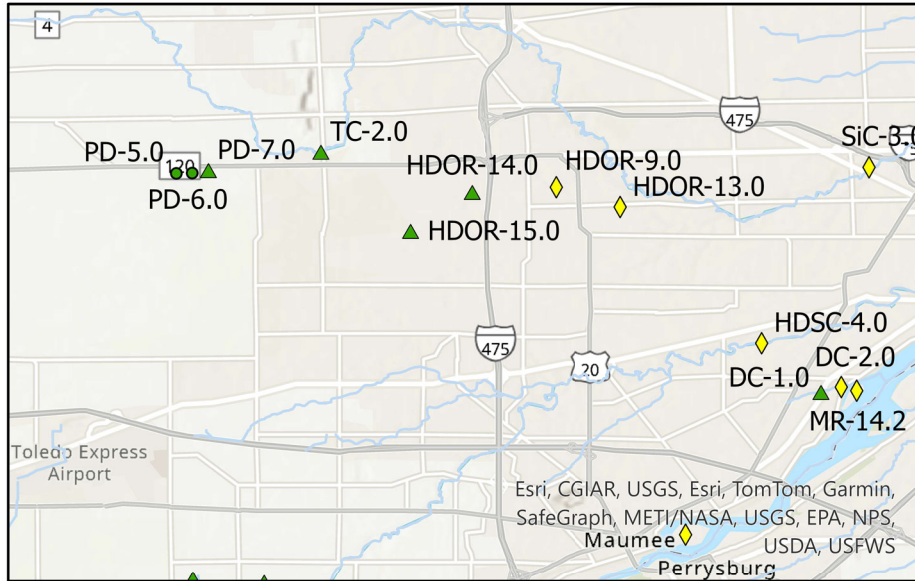 4
475
SiC-3.0
TC-2.0
PD-5.0
PD-7.0
120
HDOR-14.0
HDOR-9.0
HDOR-13.0
PD-6.0
HDOR-15.0
HDSC-4.0
475
20
DC-2.0
DC-1.0
MR-14.2
Toledo Express
Airport
Esri, CGIAR, USGS, Esri, TomTom, Garmin,
SafeGraph, METI/NASA, USGS, EPA, NPS,
USDA, USFWS
Maumee
Perrysburg